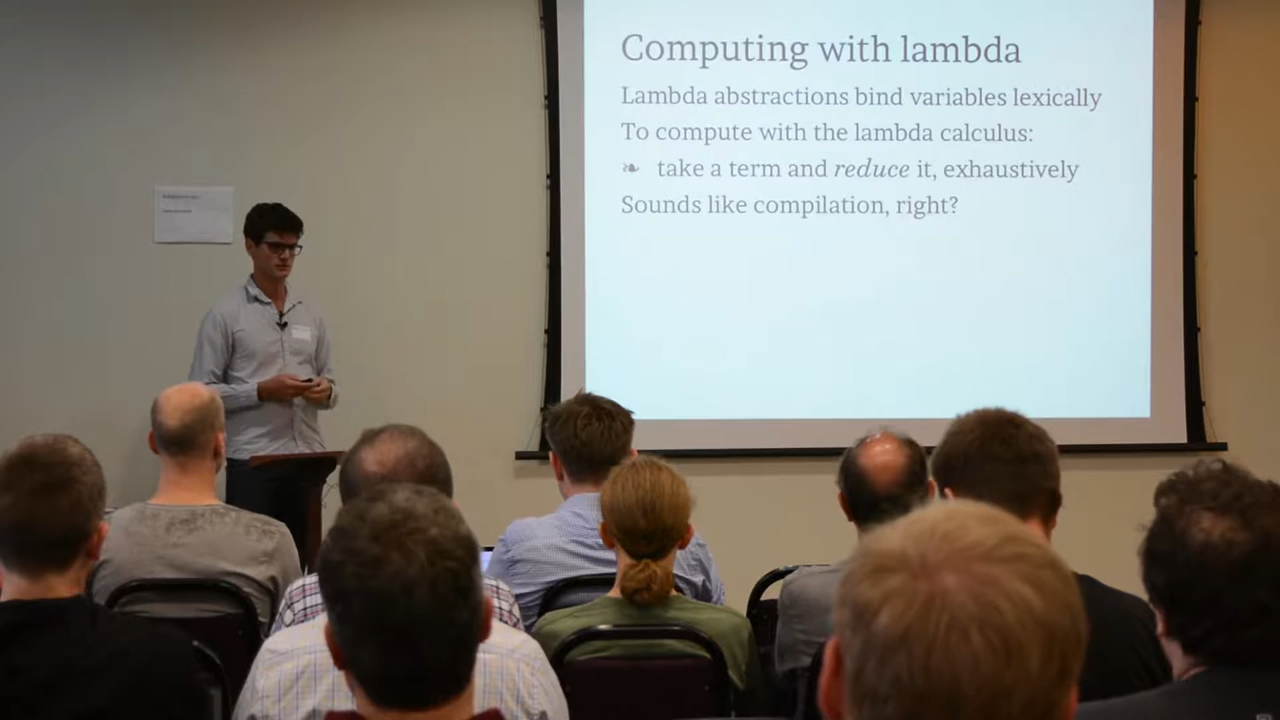 Computing with lambda
Lambda abstractions bind variables lexically
To compute with the lambda calculus:
❧ take a term and reduce it, exhaustively
Sounds like compilation, right?